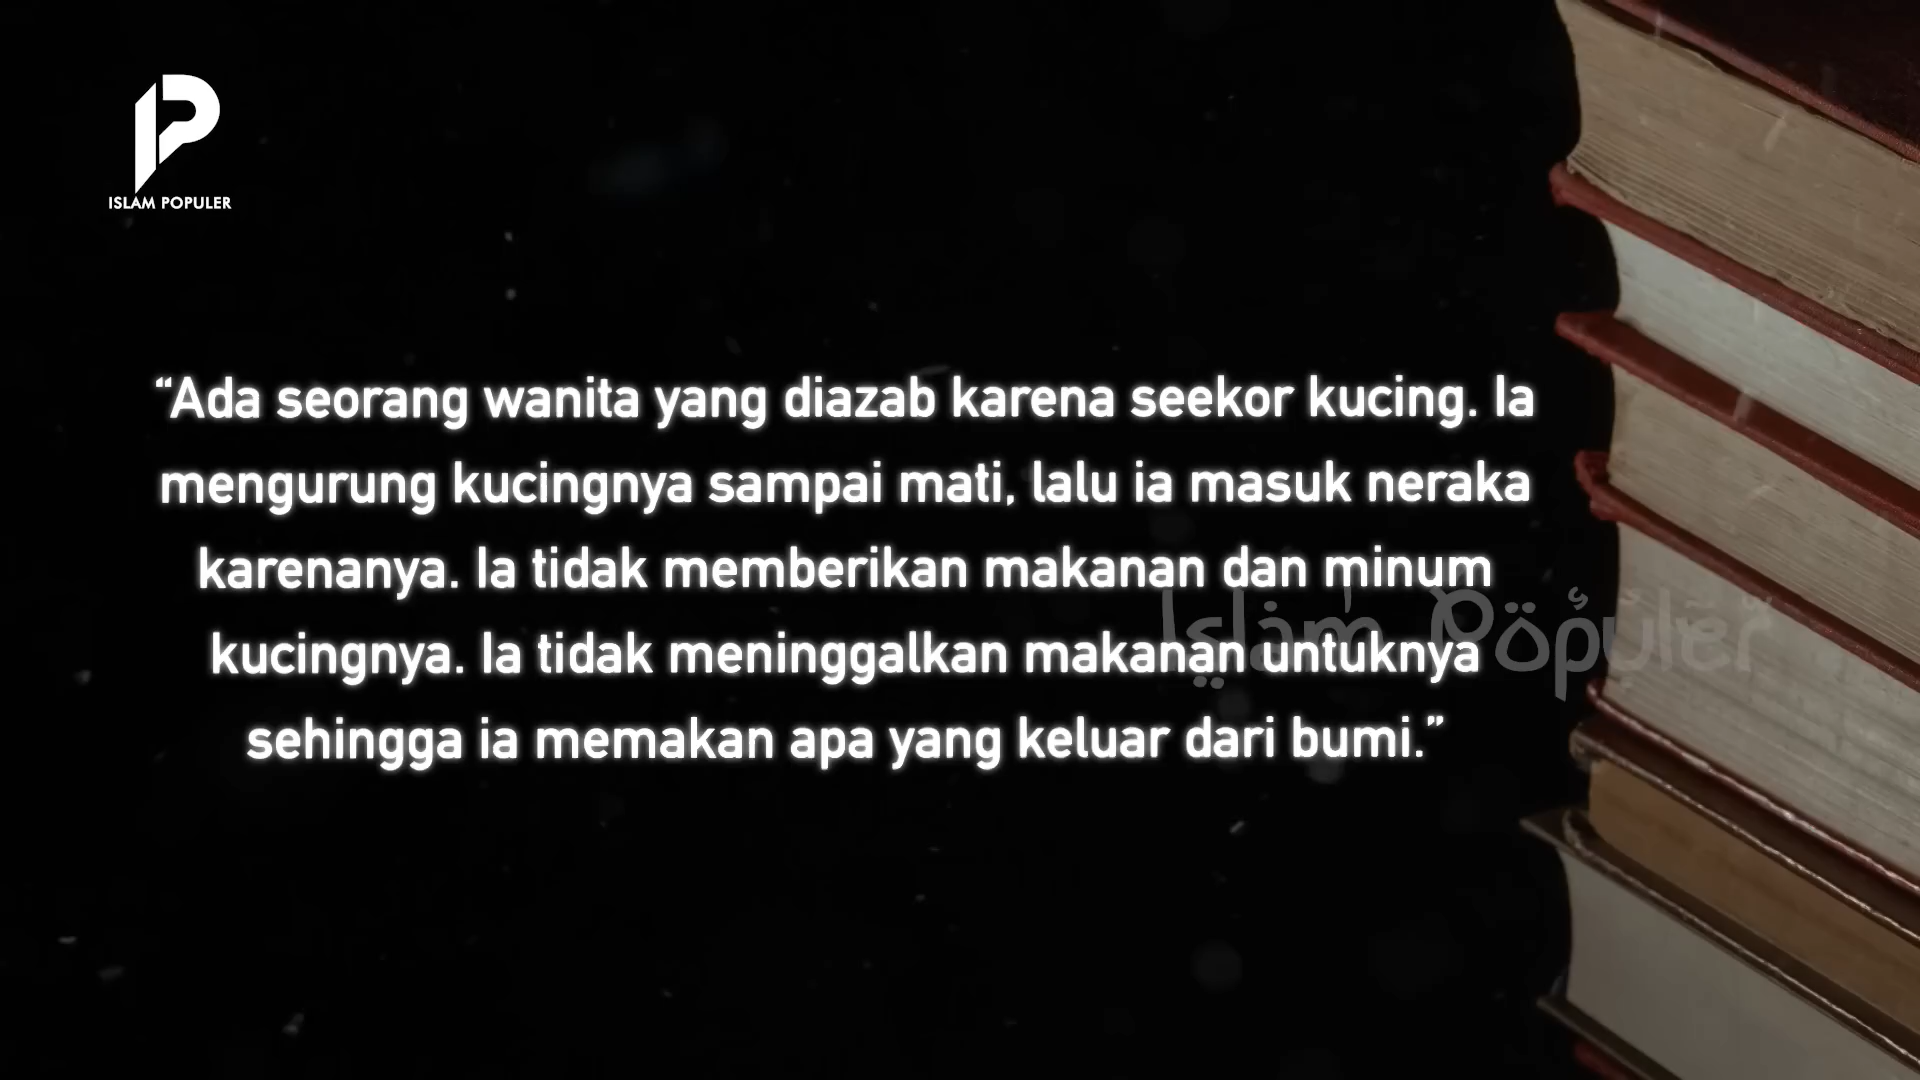 ISLAM POPULER
“Ada seorang wanita yang diazab karena seekor kucing. Ia
mengurung kucingnya sampai mati, lalu ia masuk neraka
karenanya. Ia tidak memberikan makanan dan minum
kucingnya. Ia tidak meninggalkan makanan untuknya
sehingga ia memakan apa yang keluar dari bumi.”
Islam Populer